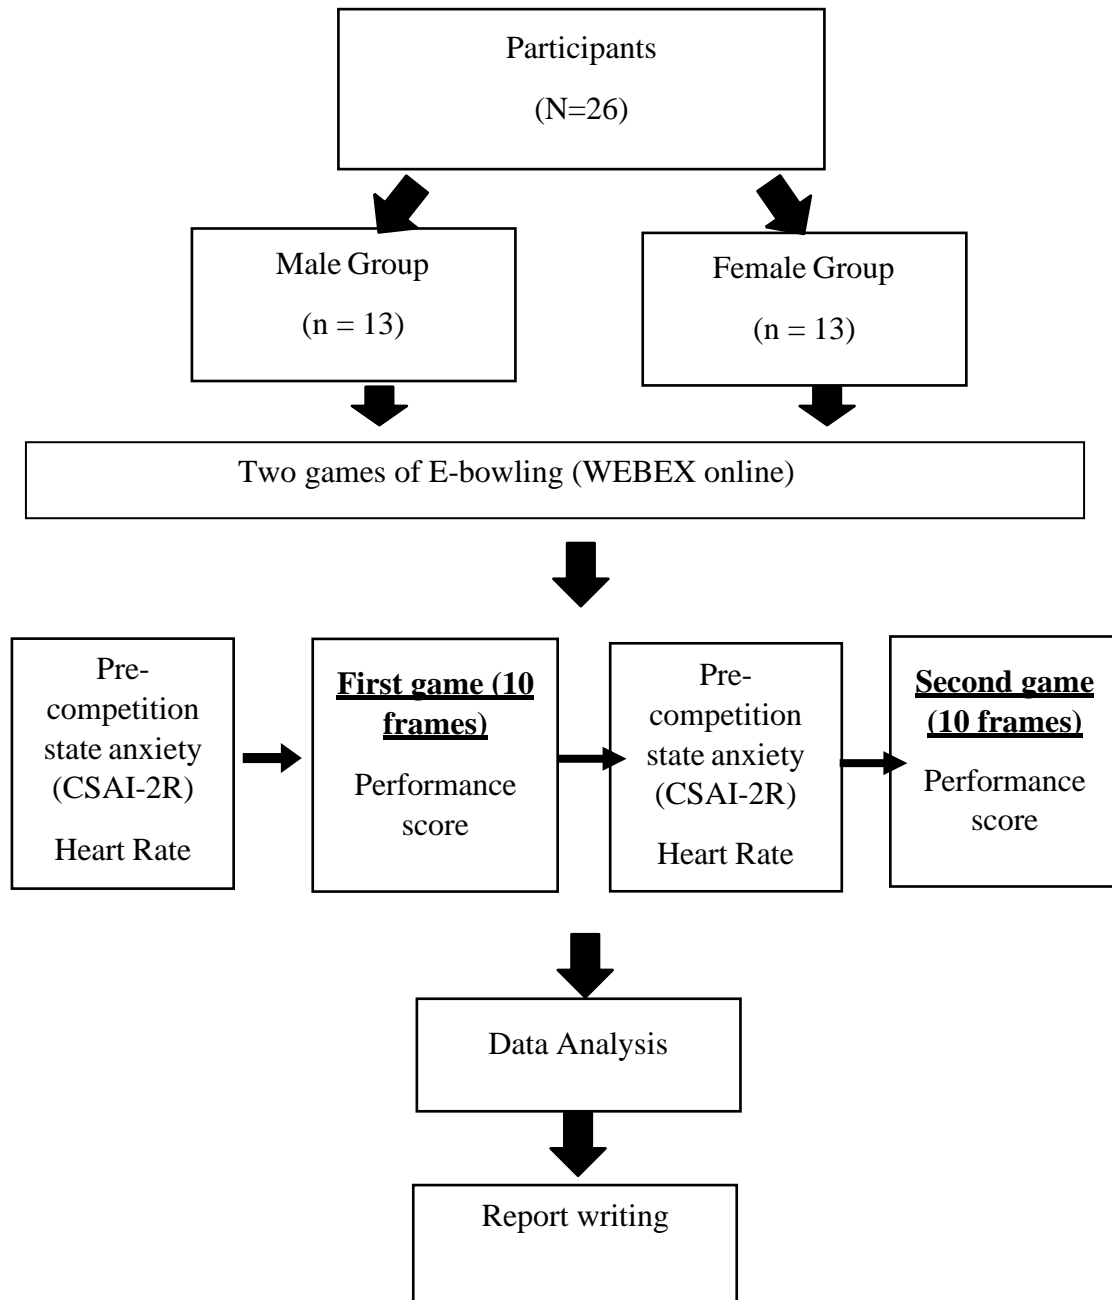 Participants
(N=26)
Male Group
(n = 13)
Female Group
(n = 13)
Two games of E-bowling (WEBEX online)
Pre-
competition
state anxiety
(CSAI-2R)
Heart Rate
First game (10
frames)
Performance
score
Pre-
competition
state anxiety
(CSAI-2R)
Heart Rate
Second game
(10 frames)
Performance
score
Data Analysis
Report writing